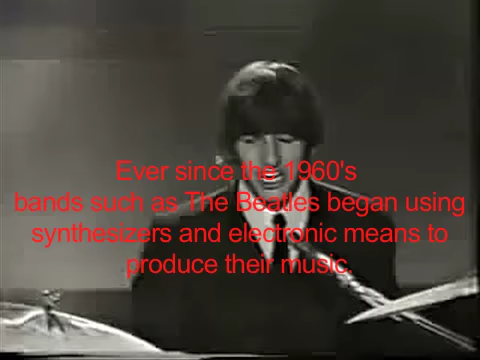 Ever since the 1960's
bands such as The Beatles began using
synthesizers and electronic means to
produce their music.